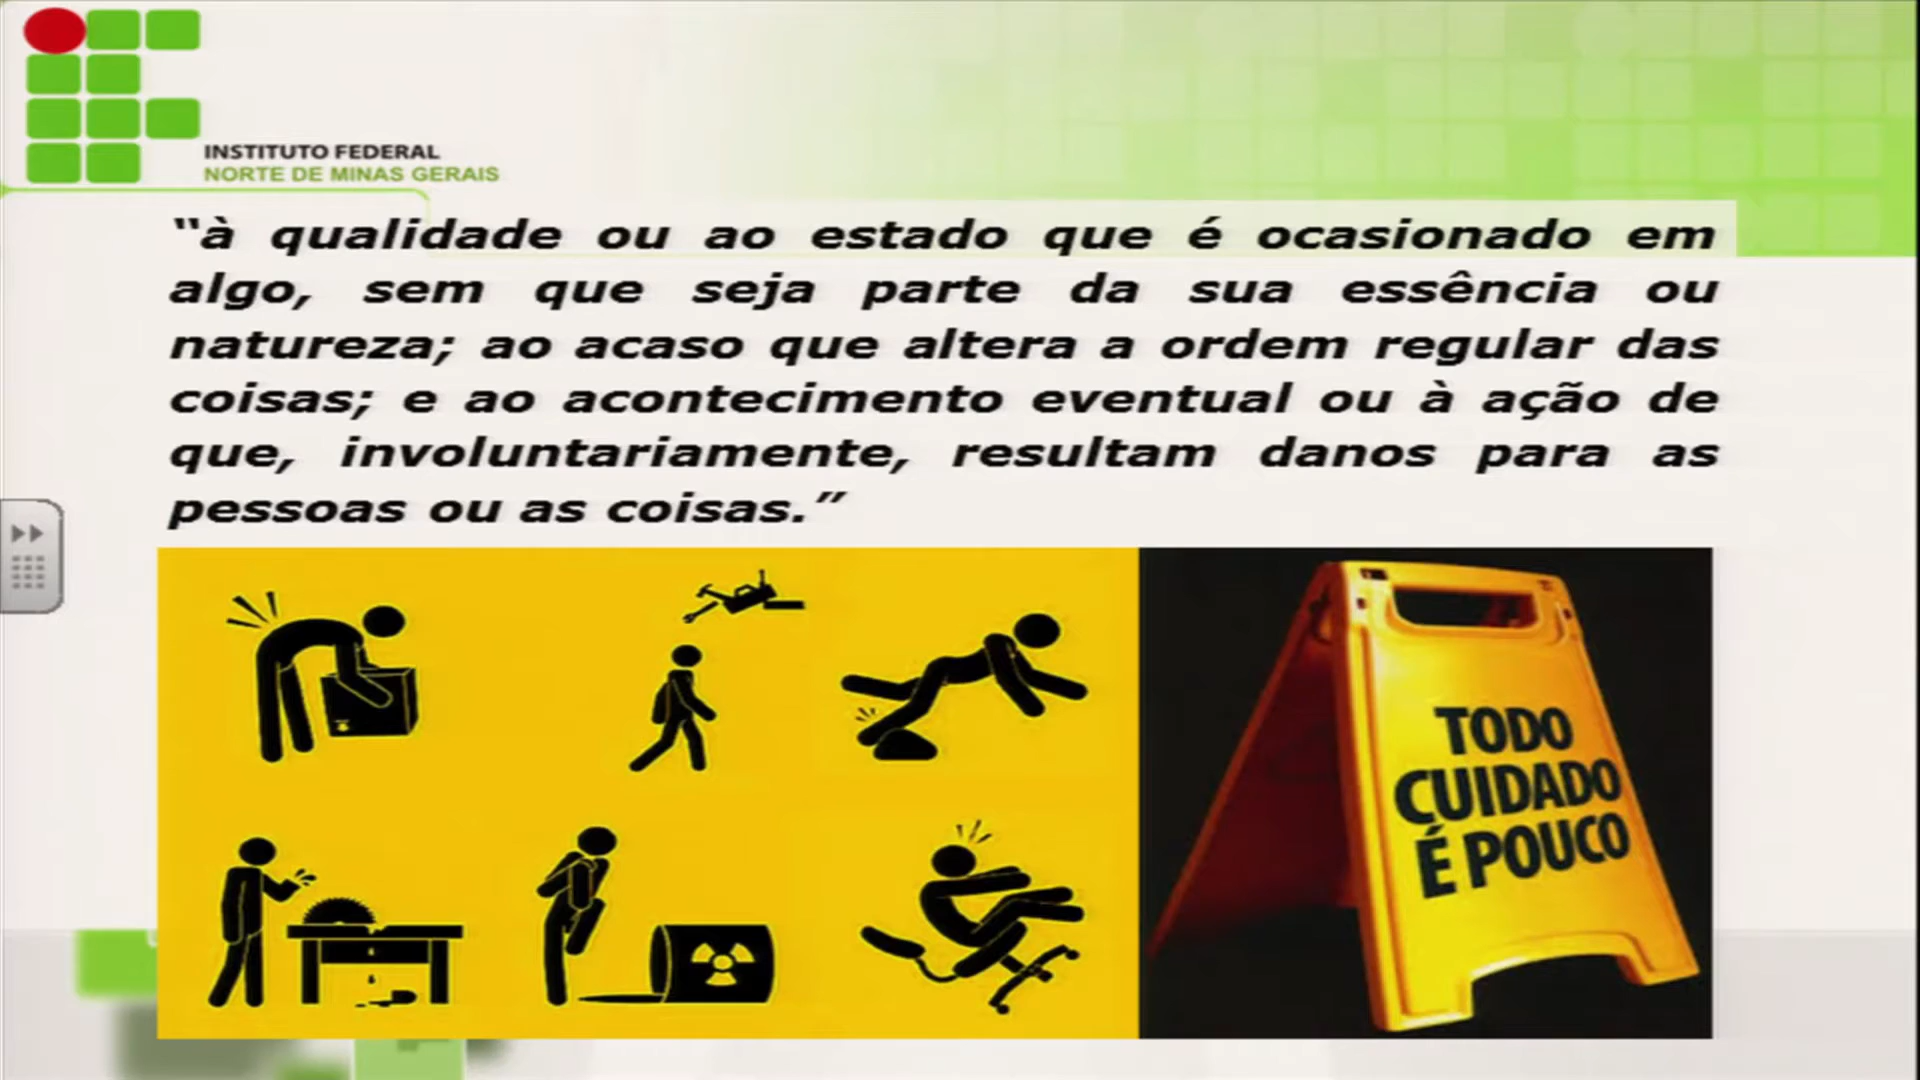 INSTITUTO FEDERAL
NORTE DE MINAS GERAIS
“à qualidade ou ao estado que é ocasionado em
algo, sem que seja parte da sua essência ou
natureza; ao acaso que altera a ordem regular das
coisas; e ao acontecimento eventual ou à ação de
que, involuntariamente, resultam danos para as
pessoas ou as coisas.”
TODO
CUIDADO
É POUCO